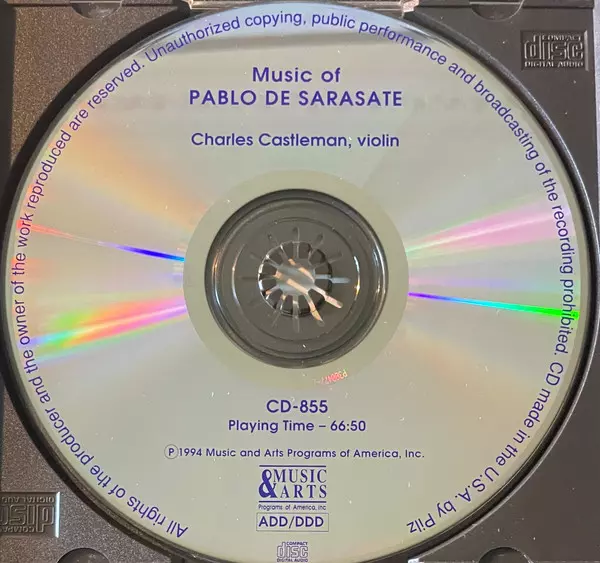 All rights of the producer and the owner of the work reproduced are reserved. Unauthorized copying, public performance and broadcasting of the recording prohibited. CD made in the U.S.A. by Pilz
COMPACT
disc
DIGITAL AUDIO
Music of
PABLO DE SARASATE
Charles Castleman, violin
CD-855
Playing Time – 66:50
Ⓟ1994 Music and Arts Programs of America, Inc.
MUSIC
& ARTS
Programs of America, inc
ADD/DDD
COMPACT
disc
DIGITAL AUDIO